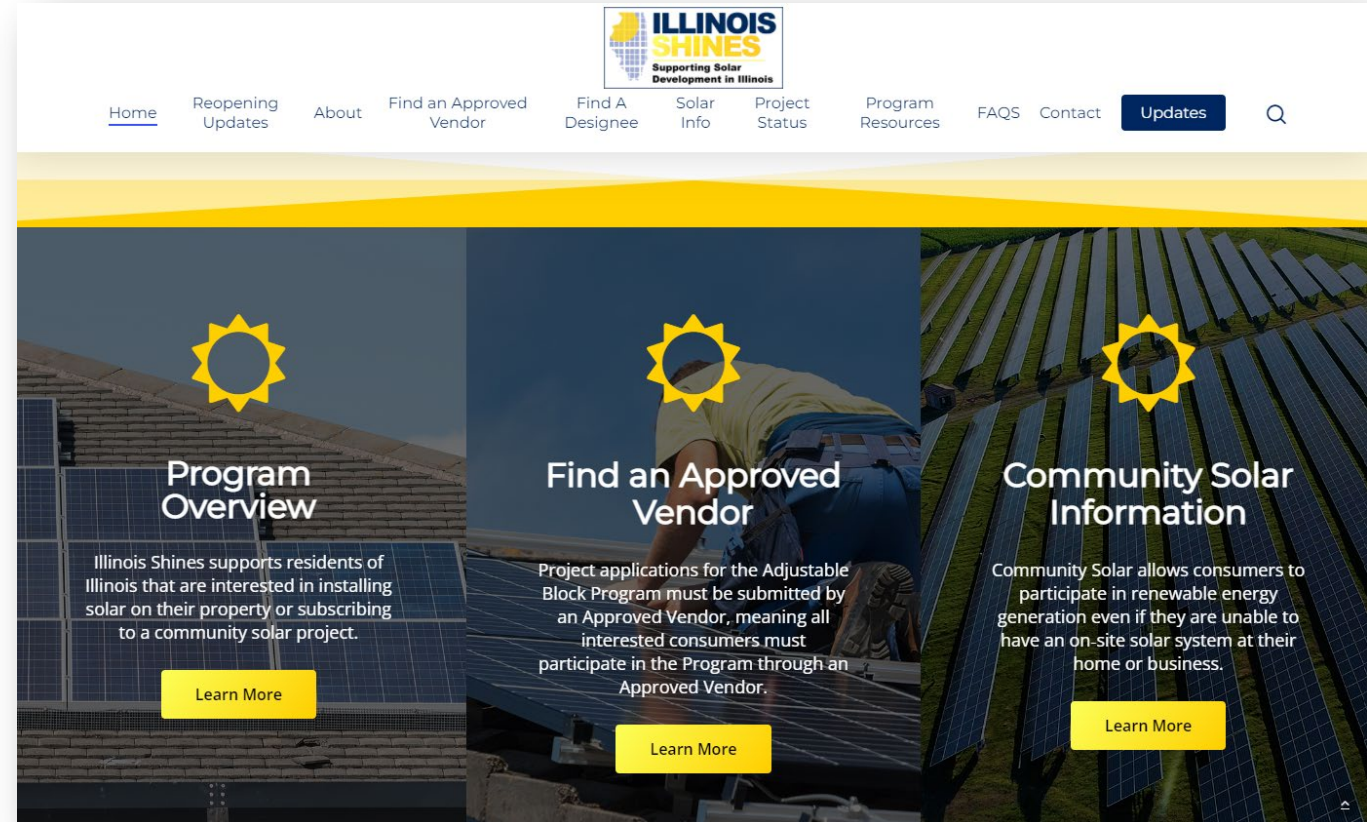 ILLINOIS
SHINES
Supporting Solar
Development in Illinois
Home
Reopening
Updates
About
Find an Approved
Vendor
Find A
Designee
Solar
Info
Project
Status
Program
Resources
FAQS
Contact
Updates
Program
Overview
Illinois Shines supports residents of
Illinois that are interested in installing
solar on their property or subscribing
to a community solar project.
Learn More
Find an Approved
Vendor
Project applications for the Adjustable
Block Program must be submitted by
an Approved Vendor, meaning all
interested consumers must
participate in the Program through an
Approved Vendor.
Learn More
Community Solar
Information
Community Solar allows consumers to
participate in renewable energy
generation even if they are unable to
have an on-site solar system at their
home or business.
Learn More